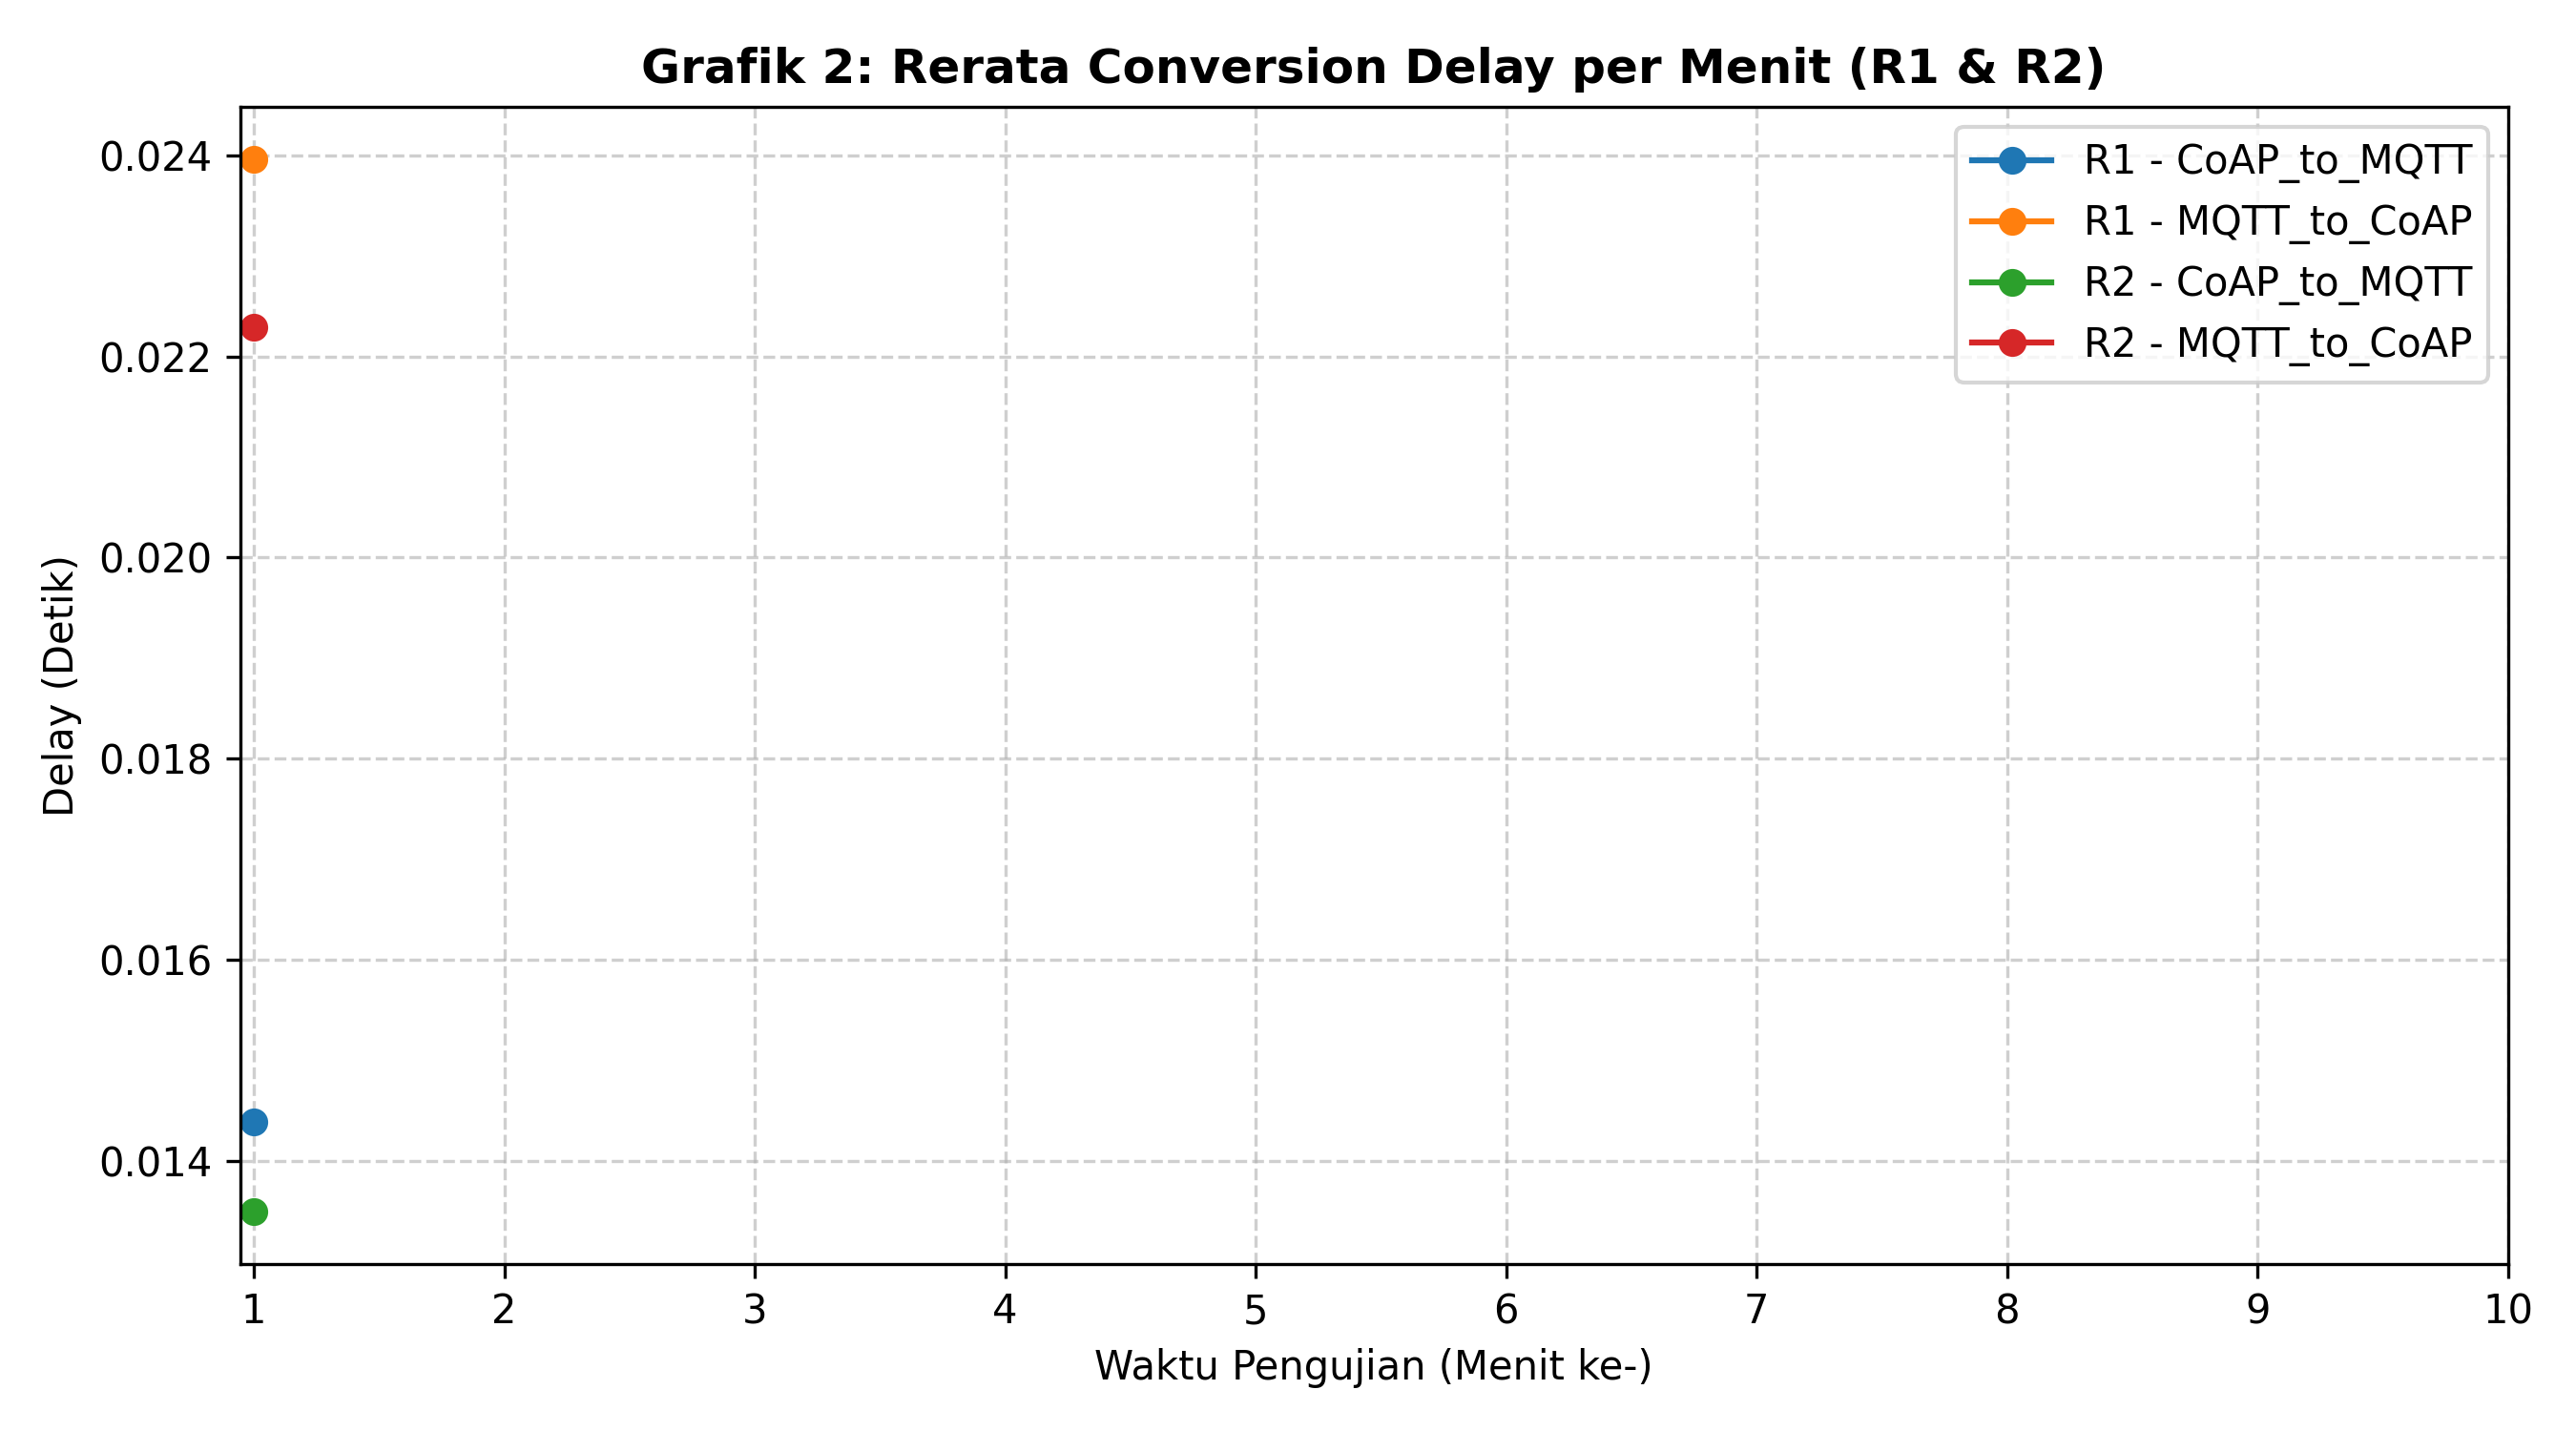 Grafik 2: Rerata Conversion Delay per Menit (R1 & R2)
R1 - CoAP_to_MQTT
R1 - MQTT_to_CoAP
R2 - CoAP_to_MQTT
R2 - MQTT_to_CoAP
Delay (Detik)
0.024
0.022
0.020
0.018
0.016
0.014
1 2 3 4 5 6 7 8 9 10
Waktu Pengujian (Menit ke-)